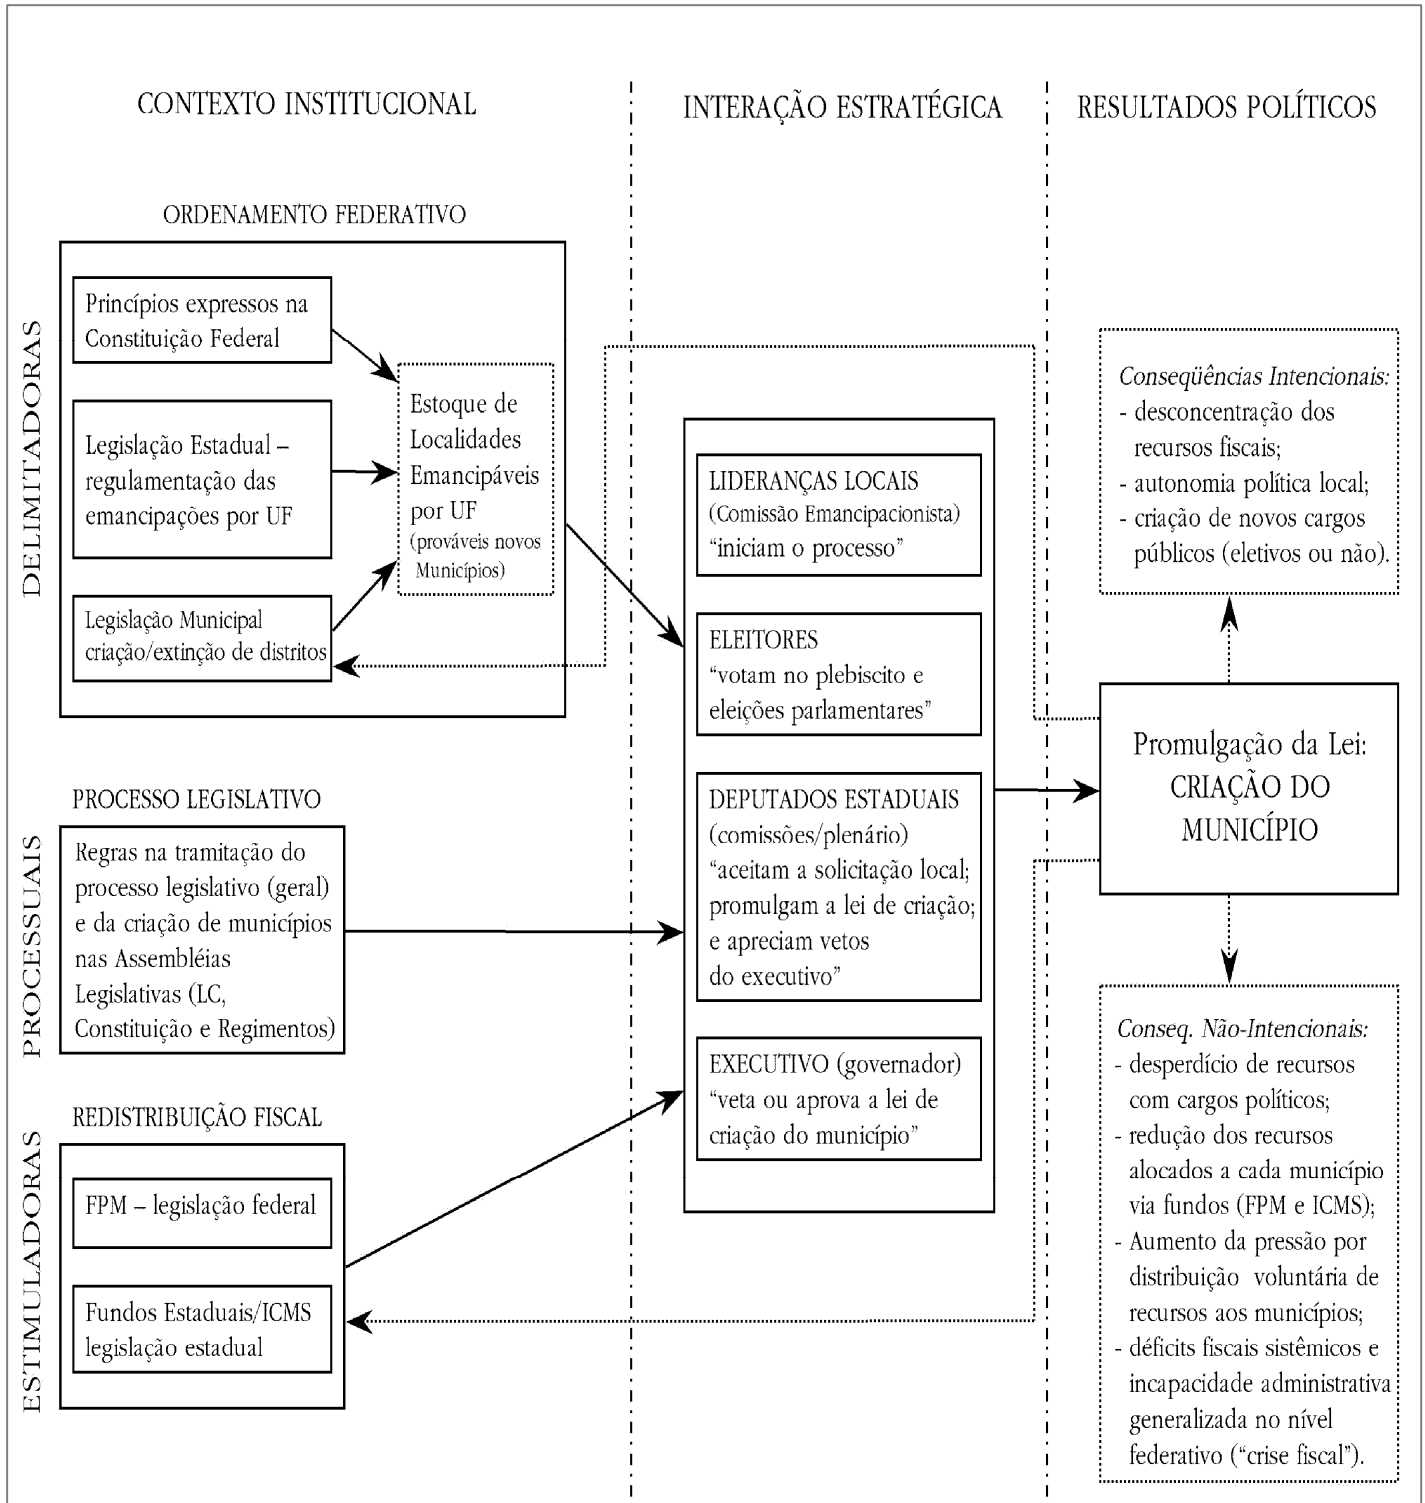 CONTEXTO INSTITUCIONAL
INTERAÇÃO ESTRATÉGICA
RESULTADOS POLÍTICOS
DELIMITADORAS
ORDENAMENTO FEDERATIVO
Princípios expressos na
Constituição Federal
Legislação Estadual –
regulamentação das
emancipações por UF
Legislação Municipal
criação/extinção de distritos
Estoque de
Localidades
Emancipáveis
por UF
(prováveis novos
Municípios)
PROCESSUAIS
PROCESSO LEGISLATIVO
Regras na tramitação do
processo legislativo (geral)
e da criação de municípios
nas Assembléias
Legislativas (LC,
Constituição e Regimentos)
ESTIMULADORAS
REDISTRIBUIÇÃO FISCAL
FPM – legislação federal
Fundos Estaduais/ICMS
legislação estadual
LIDERANÇAS LOCAIS
(Comissão Emancipacionista)
“iniciam o processo”
ELEITORES
“votam no plebiscito e
eleições parlamentares”
DEPUTADOS ESTADUAIS
(comissões/plenário)
“aceitam a solicitação local;
promulgam a lei de criação;
e apreciam vetos
do executivo”
EXECUTIVO (governador)
“veta ou aprova a lei de
criação do município”
Conseqüências Intencionais:
- desconcentração dos
recursos fiscais;
- autonomia política local;
- criação de novos cargos
públicos (eletivos ou não).
Promulgação da Lei:
CRIAÇÃO DO
MUNICÍPIO
Conseq. Não-Intencionais:
- desperdício de recursos
com cargos políticos;
- redução dos recursos
alocados a cada município
via fundos (FPM e ICMS);
- Aumento da pressão por
distribuição voluntária de
recursos aos municípios;
- déficits fiscais sistêmicos e
incapacidade administrativa
generalizada no nível
federativo (“crise fiscal”).